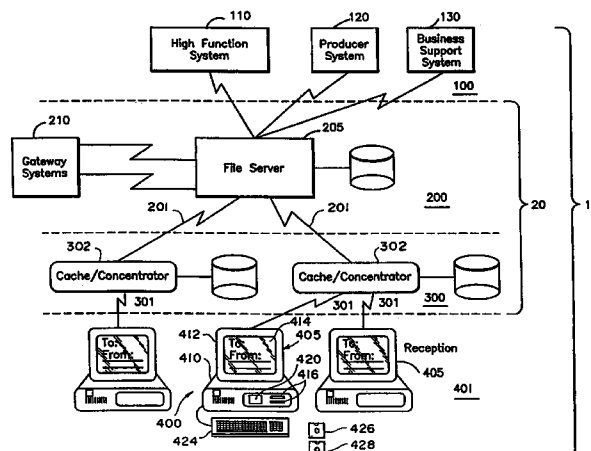 110
120
130
High Function
System
Producer
System
Business
Support
System
100
210
205
Gateway
Systems
File Server
20
1
201
201
200
302
302
Cache/Concentrator
Cache/Concentrator
301
301
301
300
412
414
405
Reception
To:
From:
To:
From:
To:
From:
410
420
416
405
401
400
424
426
428